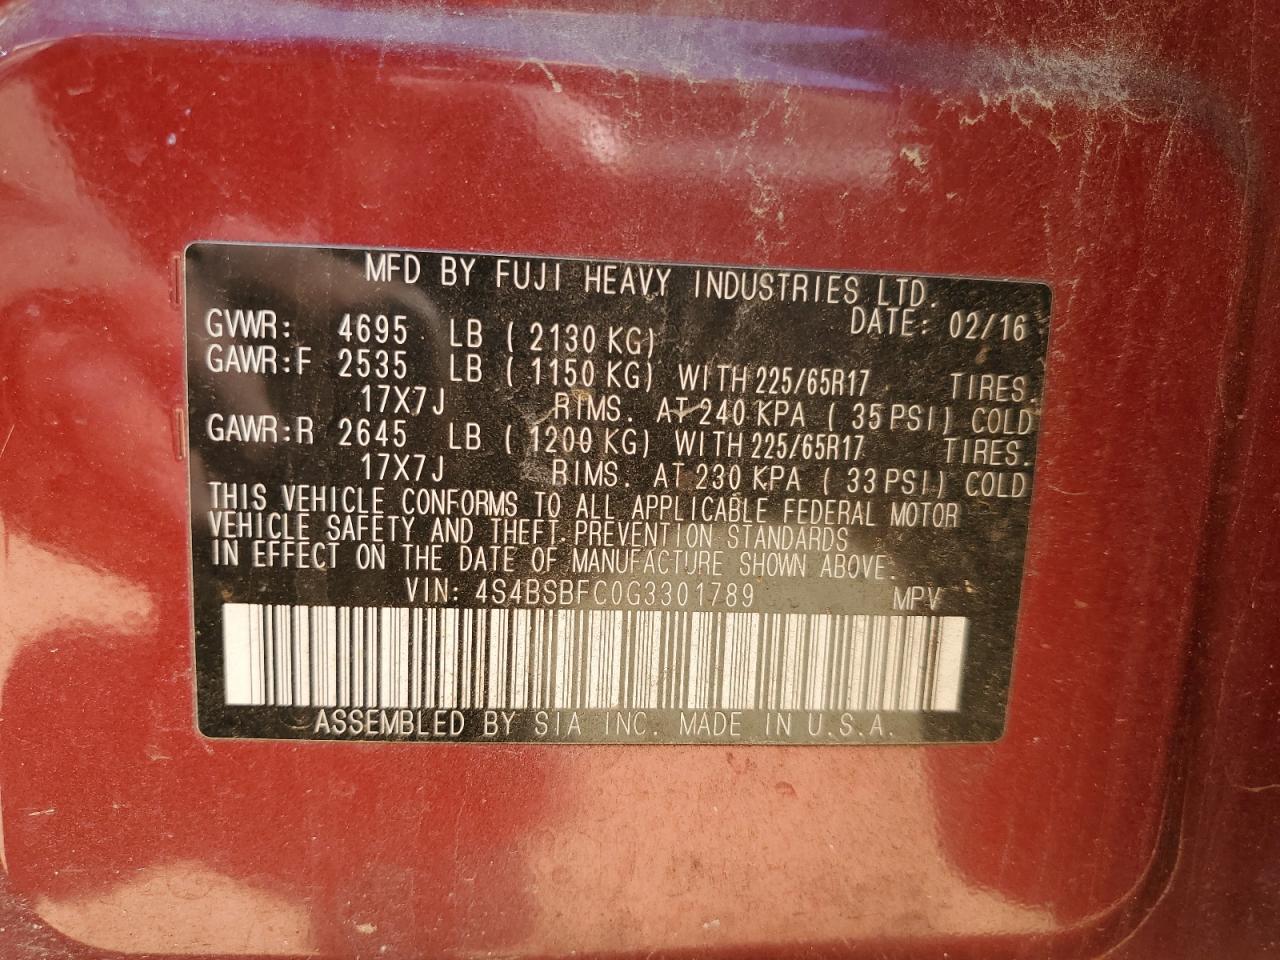 MFD BY FUJI HEAVY INDUSTRIES LTD.
DATE: 02/16
GVWR: 4695 LB ( 2130 KG)
GAWR:F 2535 LB ( 1150 KG) WITH 225/65R17 TIRES.
17X7J RIMS. AT 240 KPA ( 35 PSI) COLD
GAWR:R 2645 LB ( 1200 KG) WITH 225/65R17 TIRES.
17X7J RIMS. AT 230 KPA ( 33 PSI) COLD
THIS VEHICLE CONFORMS TO ALL APPLICABLE FEDERAL MOTOR
VEHICLE SAFETY AND THEFT PREVENTION STANDARDS
IN EFFECT ON THE DATE OF MANUFACTURE SHOWN ABOVE.
VIN: 4S4BSBFC0G3301789 MPV
ASSEMBLED BY SIA INC. MADE IN U.S.A.